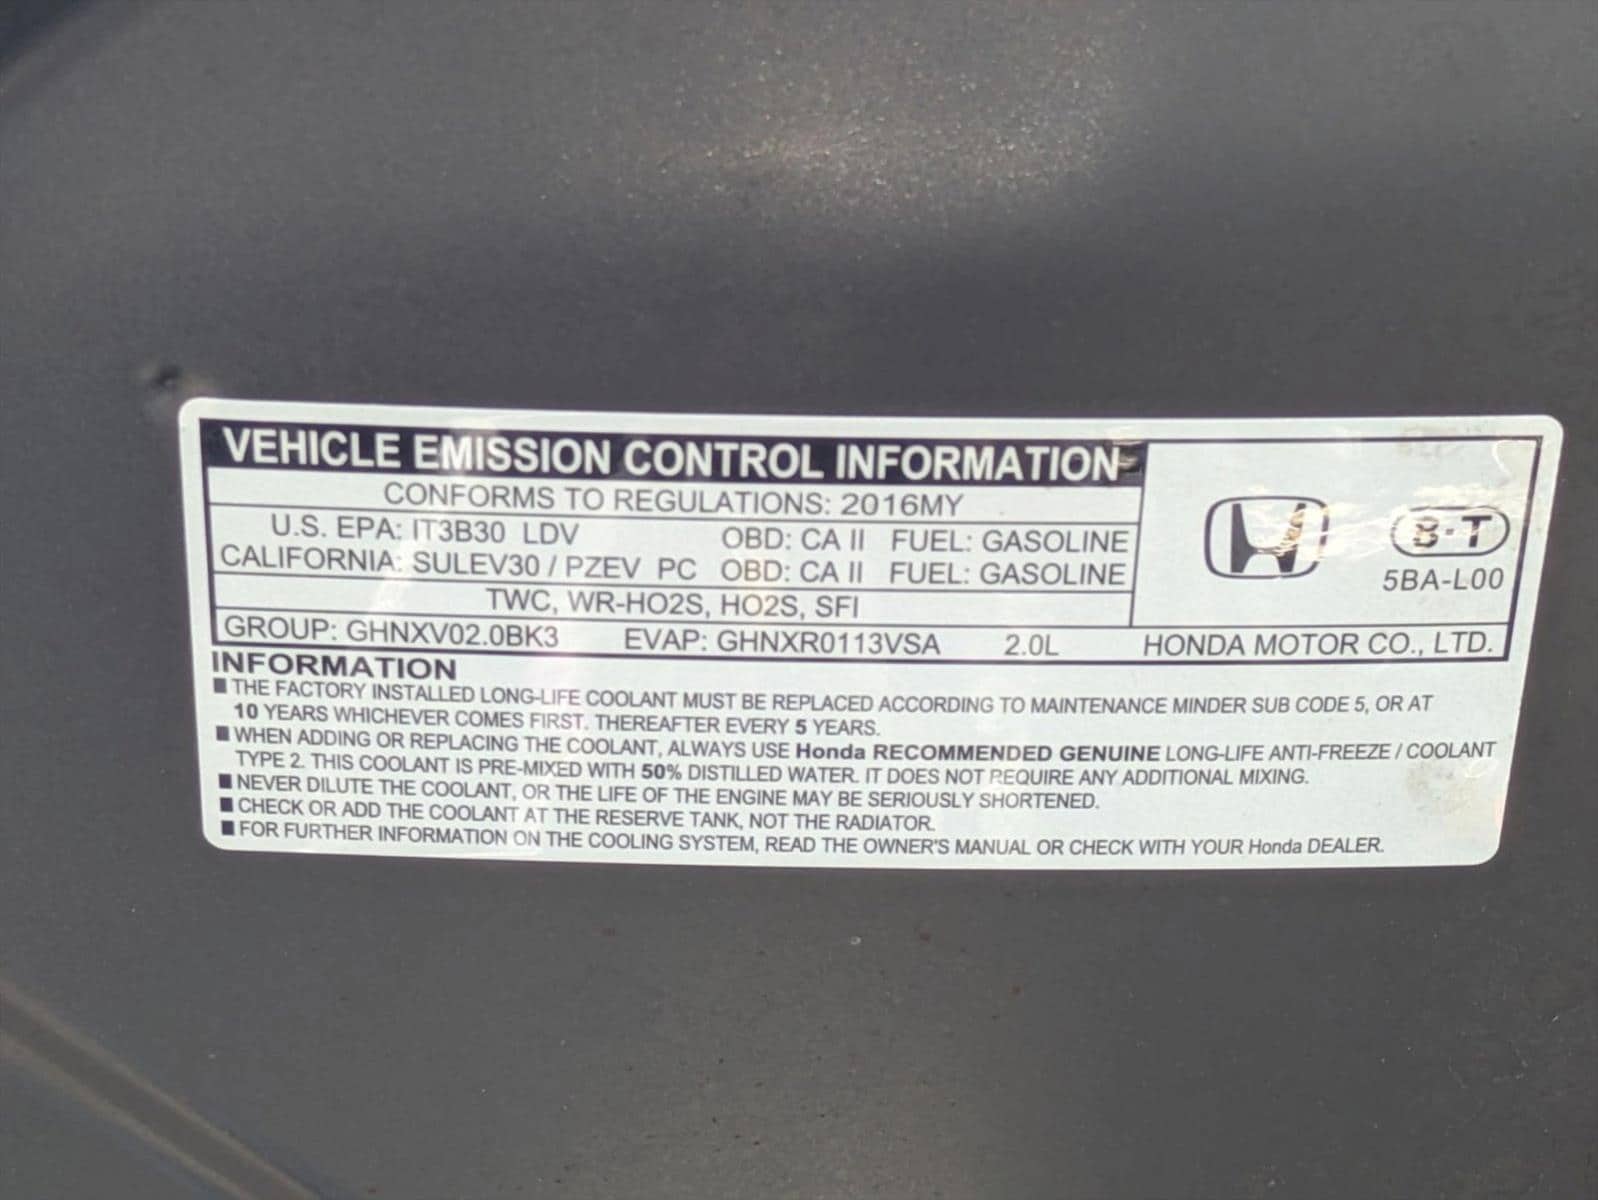 VEHICLE EMISSION CONTROL INFORMATION
CONFORMS TO REGULATIONS: 2016MY
U.S. EPA: IT3B30 LDV OBD: CA II FUEL: GASOLINE
CALIFORNIA: SULEV30 / PZEV PC OBD: CA II FUEL: GASOLINE
TWC, WR-HO2S, HO2S, SFI
8-T
5BA-L00
GROUP: GHNXV02.0BK3 EVAP: GHNXR0113VSA 2.0L HONDA MOTOR CO., LTD.
INFORMATION
■ THE FACTORY INSTALLED LONG-LIFE COOLANT MUST BE REPLACED ACCORDING TO MAINTENANCE MINDER SUB CODE 5, OR AT
10 YEARS WHICHEVER COMES FIRST. THEREAFTER EVERY 5 YEARS.
■ WHEN ADDING OR REPLACING THE COOLANT, ALWAYS USE Honda RECOMMENDED GENUINE LONG-LIFE ANTI-FREEZE / COOLANT
TYPE 2. THIS COOLANT IS PRE-MIXED WITH 50% DISTILLED WATER. IT DOES NOT REQUIRE ANY ADDITIONAL MIXING.
■ NEVER DILUTE THE COOLANT, OR THE LIFE OF THE ENGINE MAY BE SERIOUSLY SHORTENED.
■ CHECK OR ADD THE COOLANT AT THE RESERVE TANK, NOT THE RADIATOR.
■ FOR FURTHER INFORMATION ON THE COOLING SYSTEM, READ THE OWNER'S MANUAL OR CHECK WITH YOUR Honda DEALER.